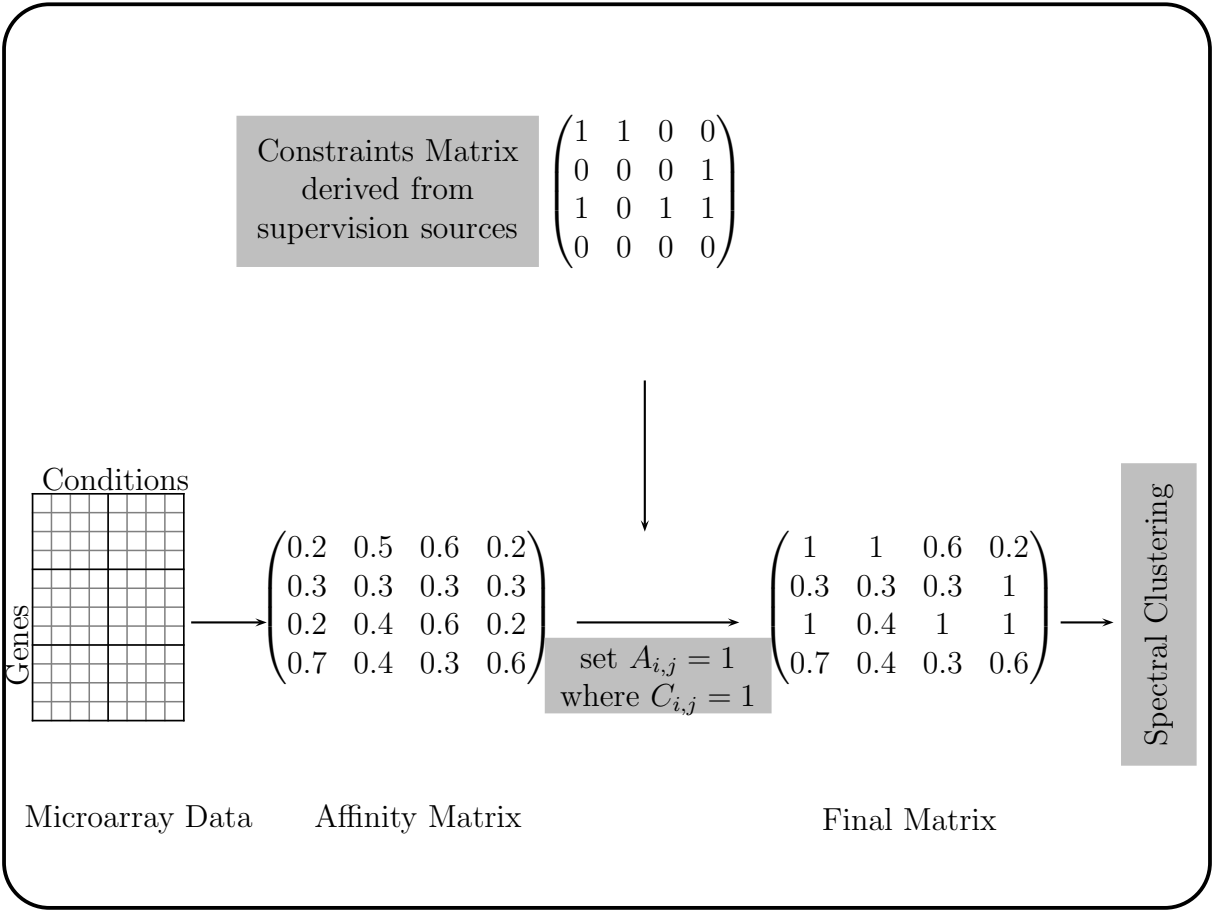 Constraints Matrix
derived from
supervision sources
1 1 0 0
0 0 0 1
1 0 1 1
0 0 0 0
Conditions
Genes
0.2 0.5 0.6 0.2
0.3 0.3 0.3 0.3
0.2 0.4 0.6 0.2
0.7 0.4 0.3 0.6
set A_{i,j} = 1
where C_{i,j} = 1
1 1 0.6 0.2
0.3 0.3 0.3 1
1 0.4 1 1
0.7 0.4 0.3 0.6
Spectral Clustering
Microarray Data
Affinity Matrix
Final Matrix